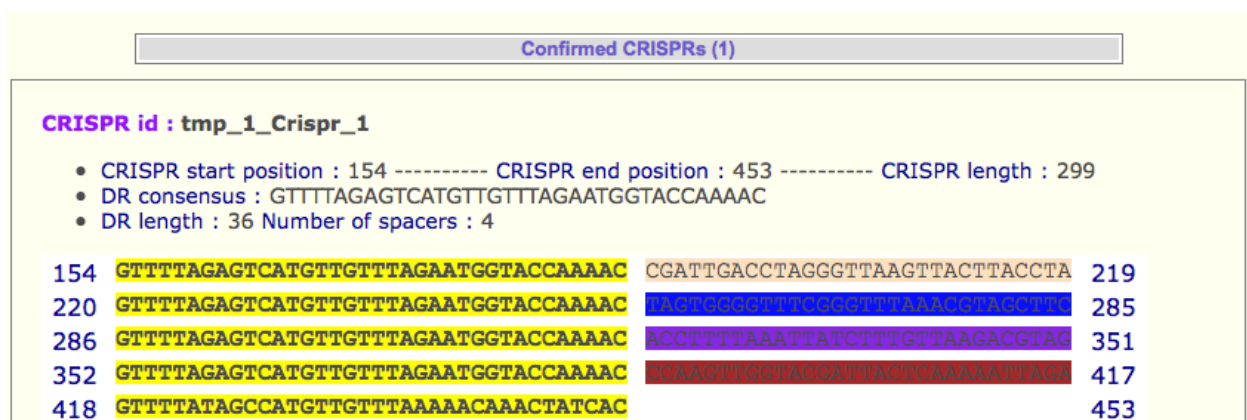 Confirmed CRISPRs (1)
CRISPR id : tmp_1_Crispr_1
CRISPR start position : 154 ---------- CRISPR end position : 453 ---------- CRISPR length : 299
DR consensus : GTTTTAGAGTCATGTTGTTTAGAATGGTACCAAAAC
DR length : 36 Number of spacers : 4
154 GTTTTAGAGTCATGTTGTTTAGAATGGTACCAAAAC CGATTGACCTAGGGTTAAGTTACTTACCTA 219
220 GTTTTAGAGTCATGTTGTTTAGAATGGTACCAAAAC TAGTGGGGTTTCGGGTTTAAACGTAGCTTC 285
286 GTTTTAGAGTCATGTTGTTTAGAATGGTACCAAAAC ACCTTTTAAATTATCTTTGTTAAGACGTAG 351
352 GTTTTAGAGTCATGTTGTTTAGAATGGTACCAAAAC CCAAGTTGGTACGATTACTCAAAAATTAGA 417
418 GTTTTATAGCCATGTTGTTTAAAAACAAACTATCAC 453